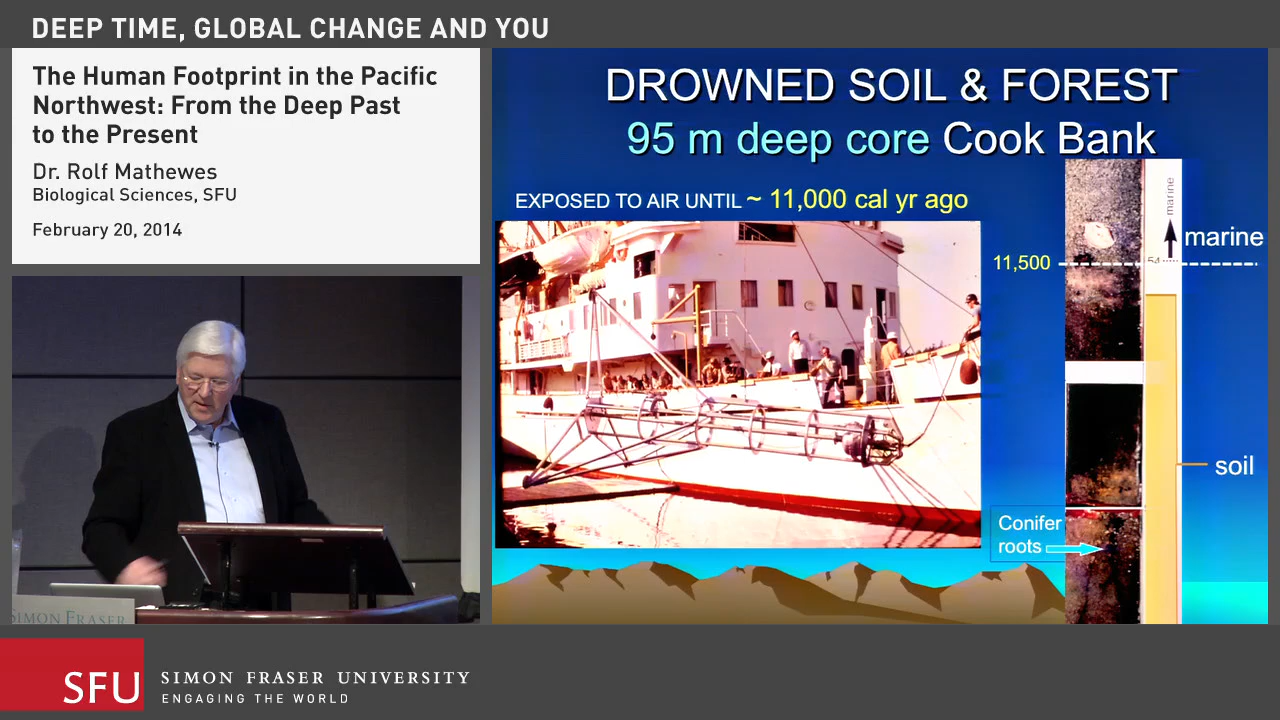 DEEP TIME, GLOBAL CHANGE AND YOU
The Human Footprint in the Pacific
Northwest: From the Deep Past
to the Present
Dr. Rolf Mathewes
Biological Sciences, SFU
February 20, 2014
DROWNED SOIL & FOREST
95 m deep core Cook Bank
EXPOSED TO AIR UNTIL ~ 11,000 cal yr ago
marine
marine
11,500
54
soil
Conifer
roots
SIMON FRASER
SFU
SIMON FRASER UNIVERSITY
ENGAGING THE WORLD